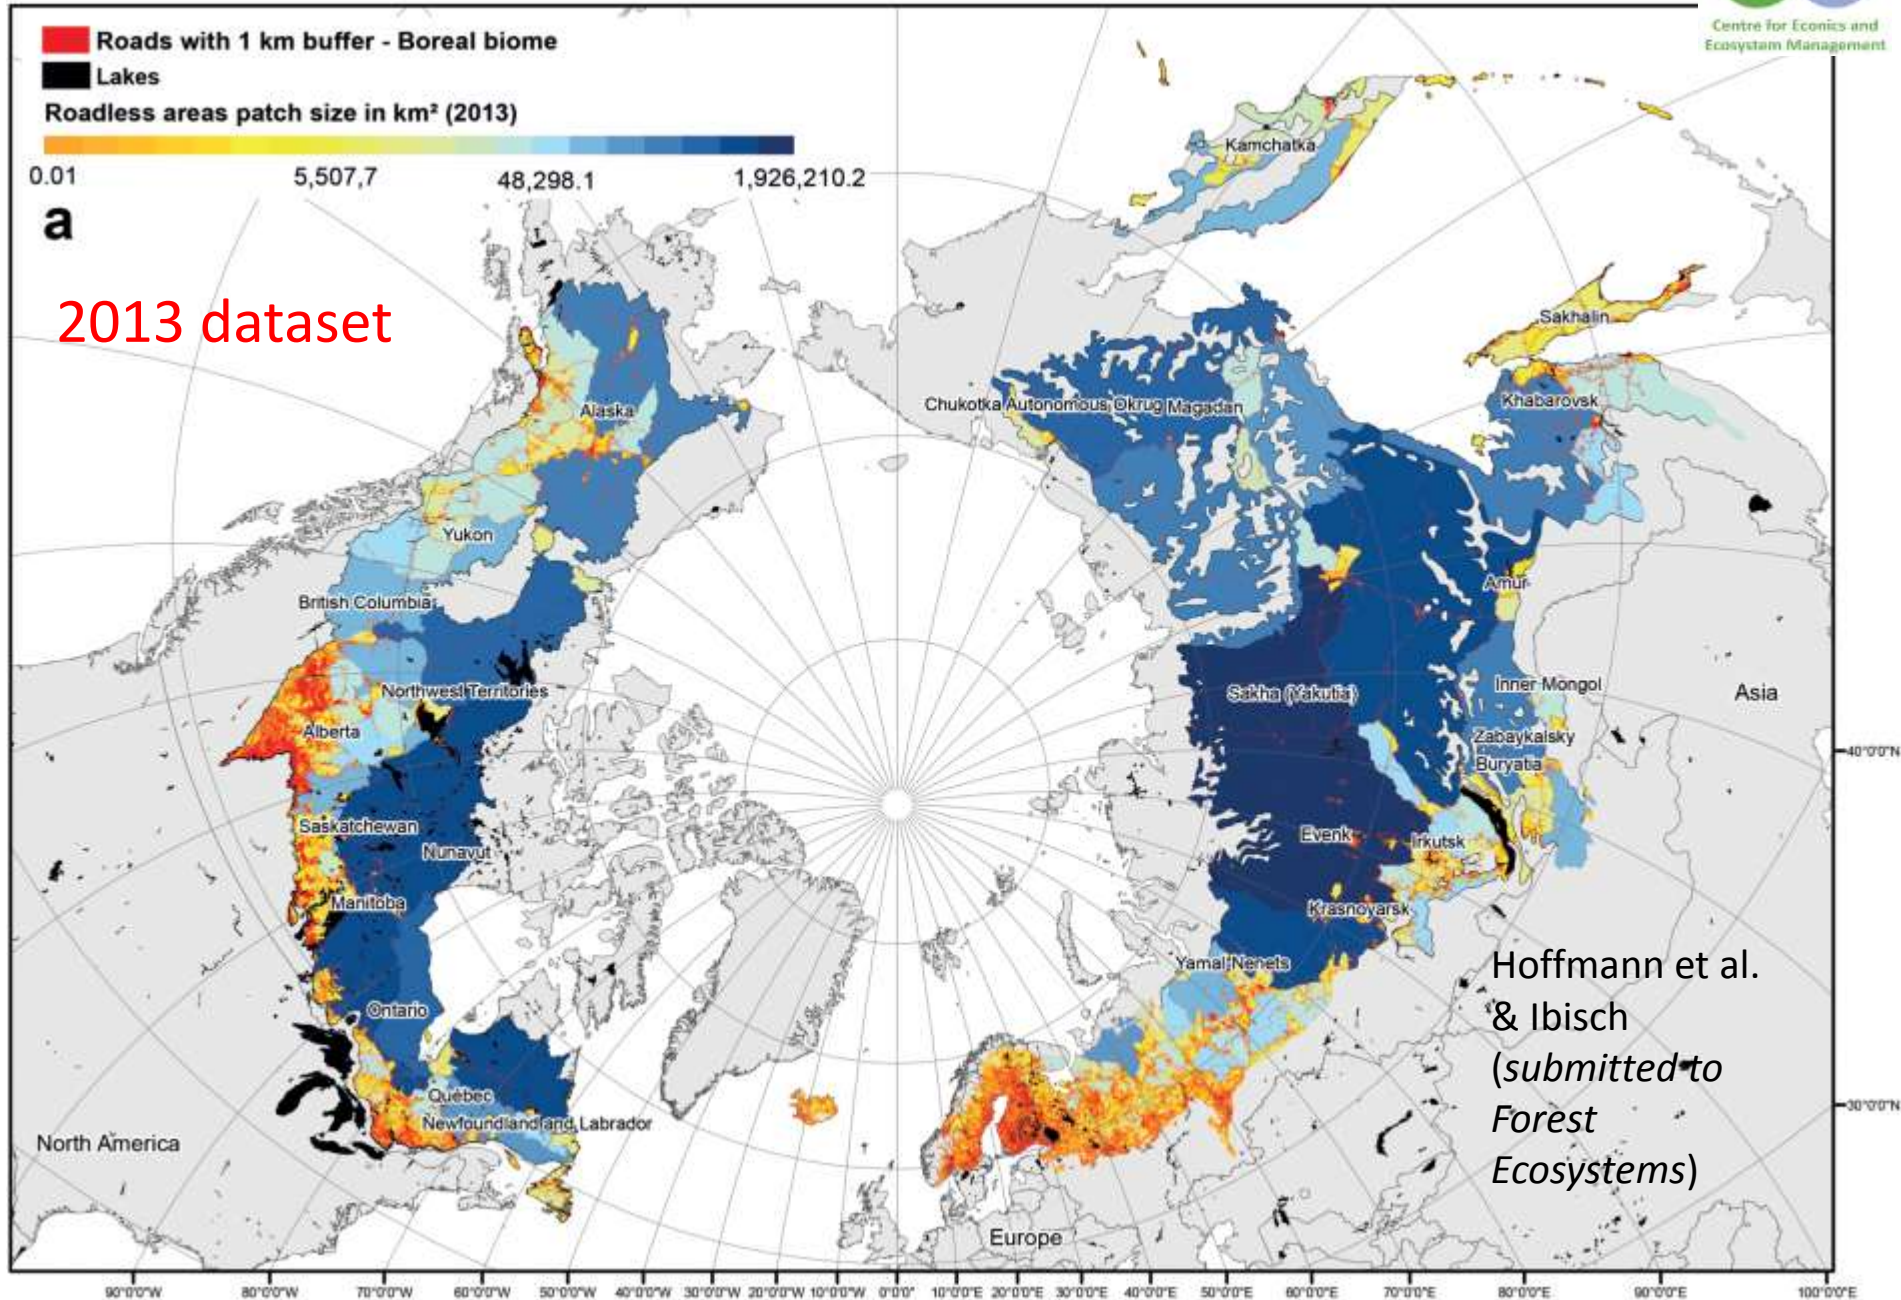 Centre for Econics and
Ecosystem Management
Roads with 1 km buffer - Boreal biome
Lakes
Roadless areas patch size in km² (2013)
0.01 5,507,7 48,298.1 1,926,210.2
a
2013 dataset
Kamchatka
Sakhalin
Alaska
Chukotka Autonomous Okrug Magadan
Khabarovsk
Yukon
Amur
British Columbia
Northwest Territories
Sakha (Yakutia)
Inner Mongol
Asia
Alberta
Zabaykalsky
Buryatia
40°0'0"N
Saskatchewan
Nunavut
Evenk
Irkutsk
Manitoba
Krasnoyarsk
Yamal-Nenets
Ontario
Hoffmann et al.
& Ibisch
(submitted to
Forest
Ecosystems)
Québec
Newfoundland and Labrador
30°0'0"N
North America
Europe
90°0'0"W 80°0'0"W 70°0'0"W 60°0'0"W 50°0'0"W 40°0'0"W 30°0'0"W 20°0'0"W 10°0'0"W 0°0'0" 10°0'0"E 20°0'0"E 30°0'0"E 40°0'0"E 50°0'0"E 60°0'0"E 70°0'0"E 80°0'0"E 90°0'0"E 100°0'0"E